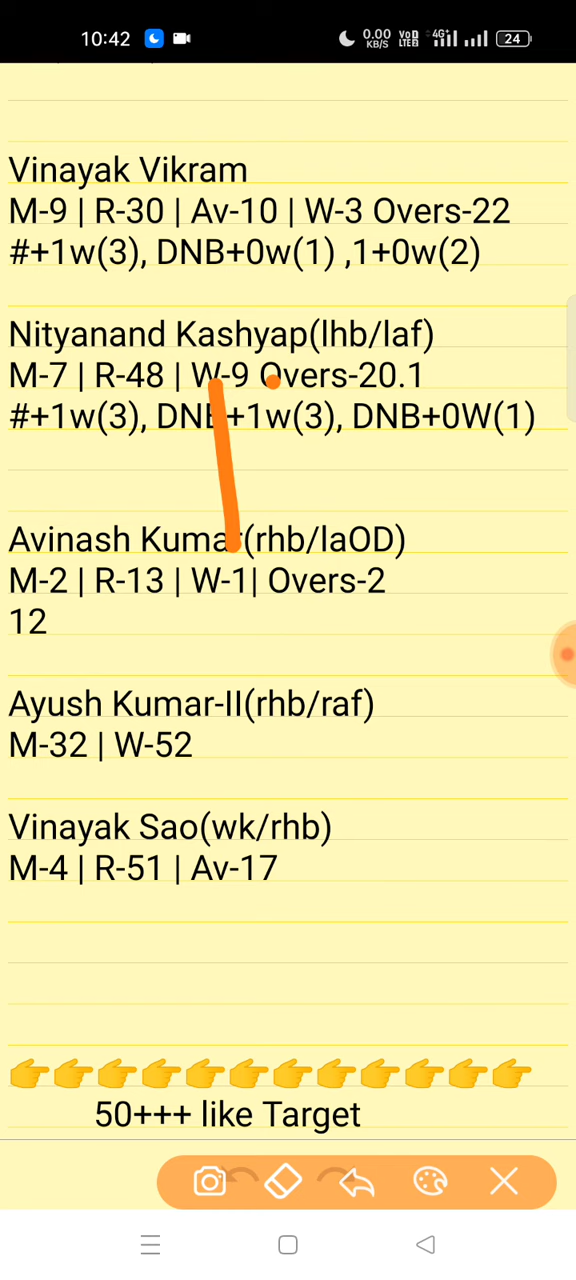 10:42
0.00 KB/S VoD LTE2 4G+ 24
Vinayak Vikram
M-9 | R-30 | Av-10 | W-3 Overs-22
#+1w(3), DNB+0w(1) ,1+0w(2)
Nityanand Kashyap(lhb/laf)
M-7 | R-48 | W-9 Overs-20.1
#+1w(3), DNB+1w(3), DNB+0W(1)
Avinash Kumar(rhb/laOD)
M-2 | R-13 | W-1| Overs-2
12
Ayush Kumar-II(rhb/raf)
M-32 | W-52
Vinayak Sao(wk/rhb)
M-4 | R-51 | Av-17
👉👉👉👉👉👉👉👉👉👉👉👉
50+++ like Target